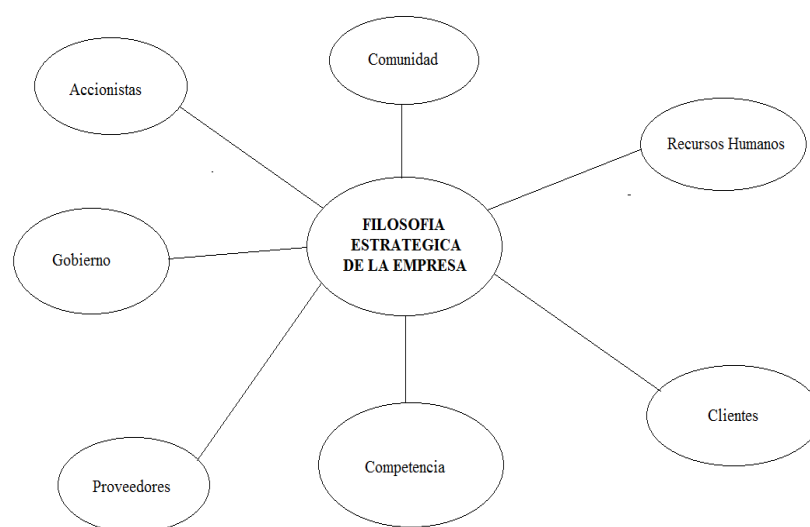 Comunidad
Accionistas
Recursos Humanos
FILOSOFIA
ESTRATEGICA
DE LA EMPRESA
Gobierno
Clientes
Competencia
Proveedores